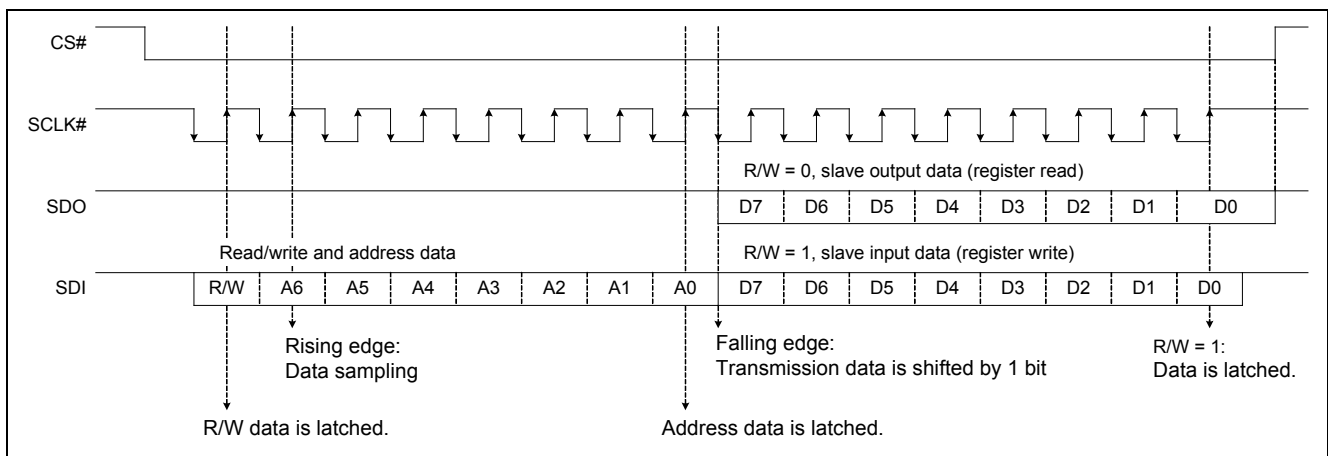 CS#
SCLK#
R/W = 0, slave output data (register read)
SDO D7 D6 D5 D4 D3 D2 D1 D0
Read/write and address data R/W = 1, slave input data (register write)
SDI R/W A6 A5 A4 A3 A2 A1 A0 D7 D6 D5 D4 D3 D2 D1 D0
Rising edge:
Data sampling
Falling edge:
Transmission data is shifted by 1 bit
R/W = 1:
Data is latched.
R/W data is latched.
Address data is latched.